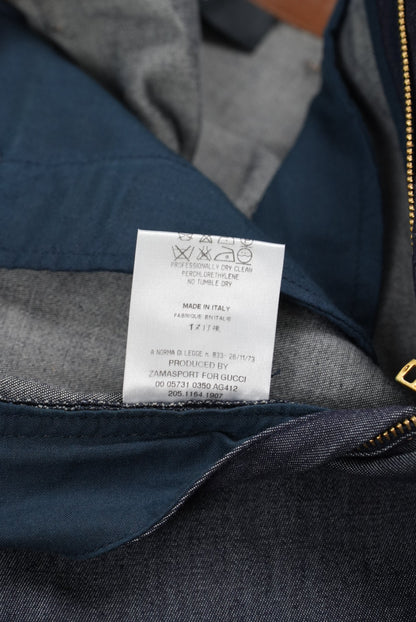 PROFESSIONALLY DRY CLEAN
PERCHLORETHYLENE
NO TUMBLE DRY
MADE IN ITALY
FABRIQUE EN ITALIE
A NORMA DI LEGGE n. 833- 26/11/73
PRODUCED BY
ZAMASPORT FOR GUCCI
00 05731 0350 AG412
205.1164.1907